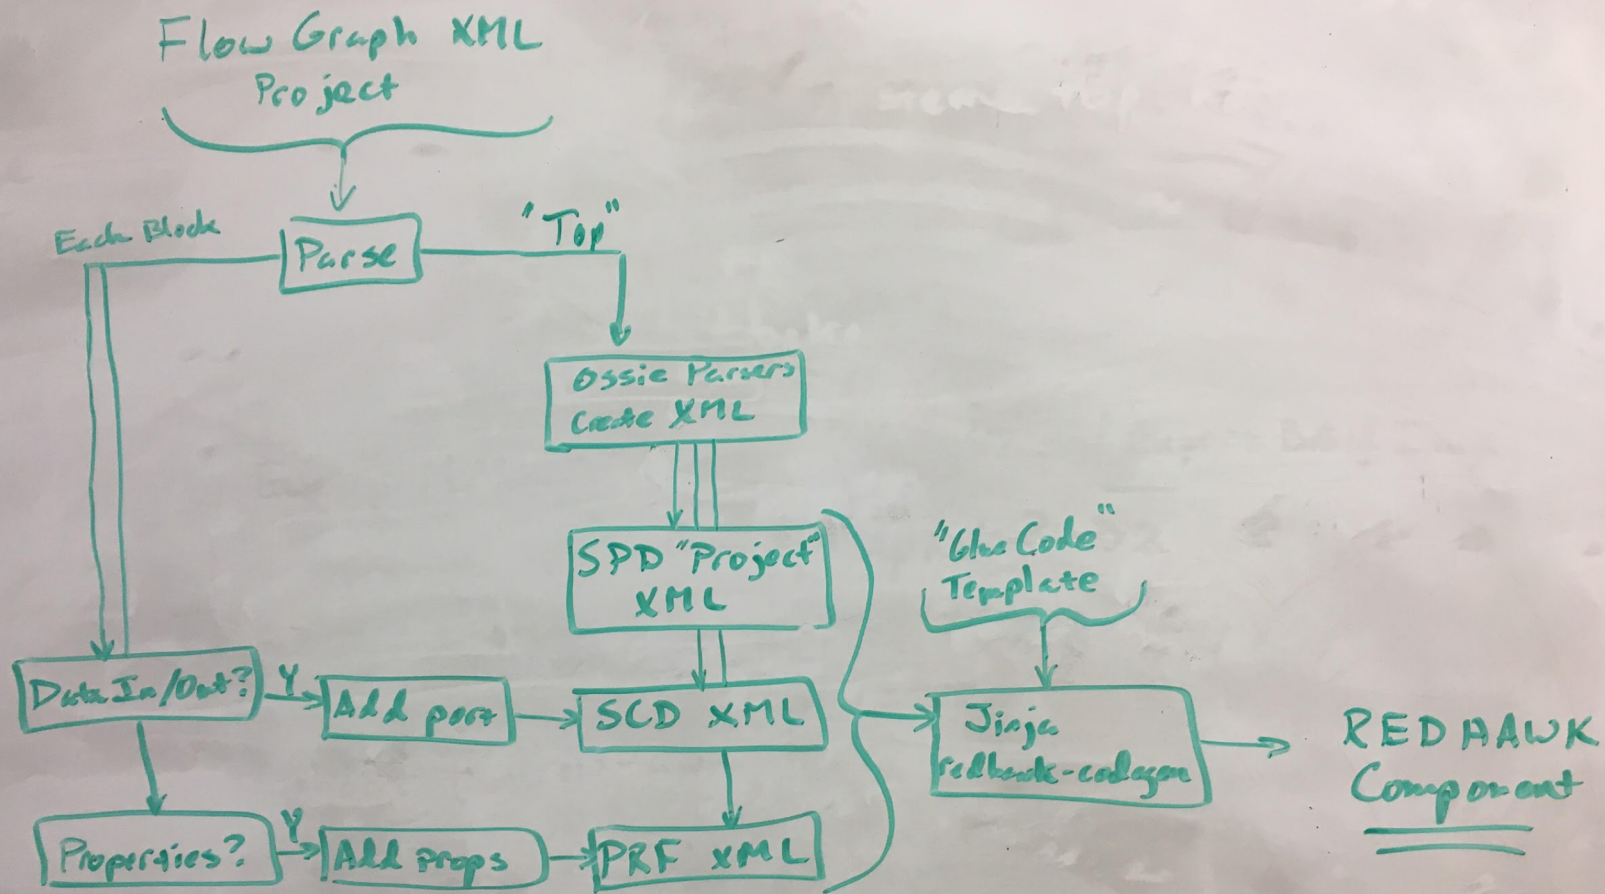 Flow Graph XML
Project
Each Block
Parse
"Top"
Ossie Parsers
Create XML
SPD "Project"
XML
"Glue Code"
Template
Data In/Out?
Y
Add port
SCD XML
Jinja
redhawk-codegen
REDHAWK
Component
Properties?
Y
Add props
PRF XML